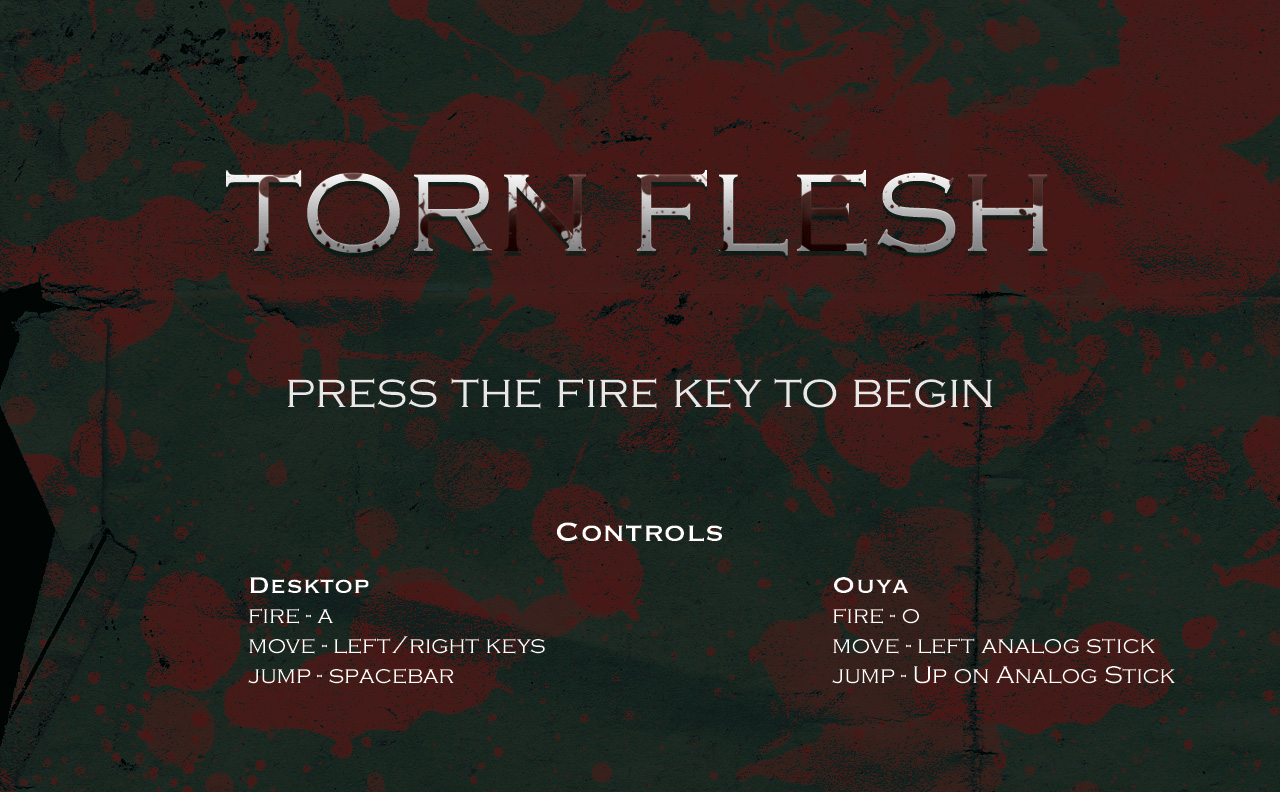 TORN FLESH
PRESS THE FIRE KEY TO BEGIN
CONTROLS
DESKTOP
FIRE - A
MOVE - LEFT/RIGHT KEYS
JUMP - SPACEBAR
OUYA
FIRE - O
MOVE - LEFT ANALOG STICK
JUMP - UP ON ANALOG STICK